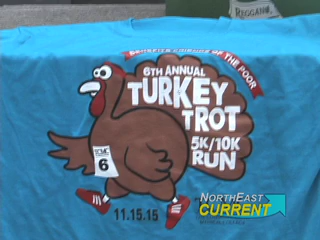 BENEFITS FRIENDS OF THE POOR
6TH ANNUAL
TURKEY
TROT
5K/10K
RUN
6
11.15.15
NORTHEAST
CURRENT